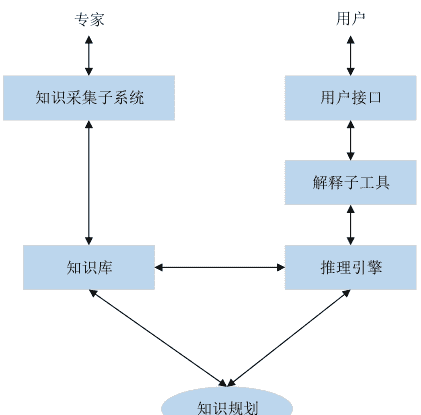 专家
用户
知识采集子系统
用户接口
解释子工具
知识库
推理引擎
知识规划